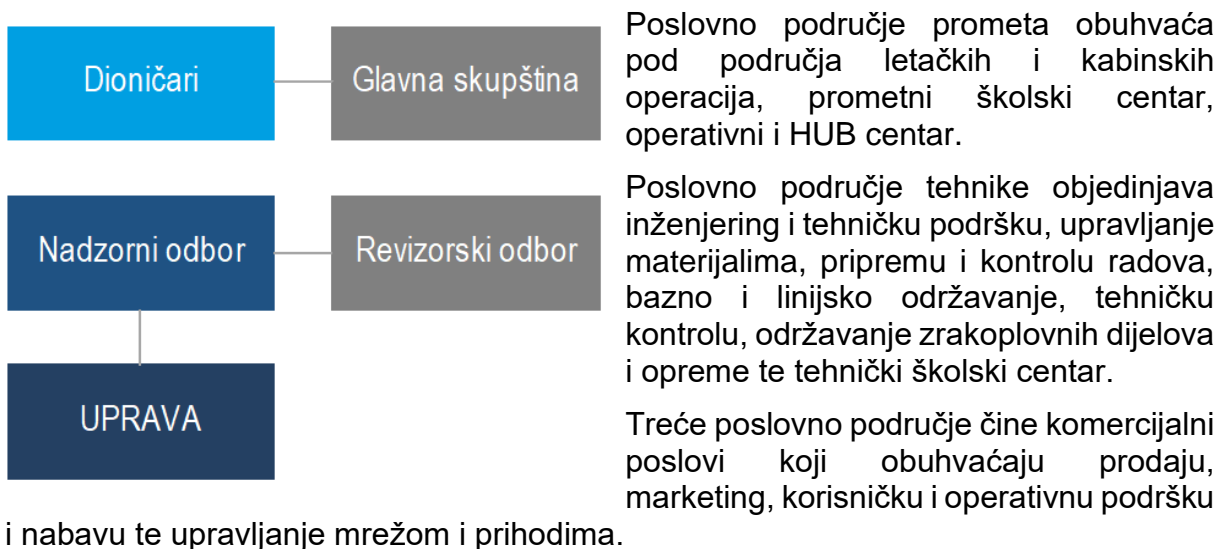 Dioničari
Glavna skupština
Nadzorni odbor
Revizorski odbor
UPRAVA
Poslovno područje prometa obuhvaća
pod područja letačkih i kabinskih
operacija, prometni školski centar,
operativni i HUB centar.
Poslovno područje tehnike objedinjava
inženjering i tehničku podršku, upravljanje
materijalima, pripremu i kontrolu radova,
bazno i linijsko održavanje, tehničku
kontrolu, održavanje zrakoplovnih dijelova
i opreme te tehnički školski centar.
Treće poslovno područje čine komercijalni
poslovi koji obuhvaćaju prodaju,
marketing, korisničku i operativnu podršku
i nabavu te upravljanje mrežom i prihodima.